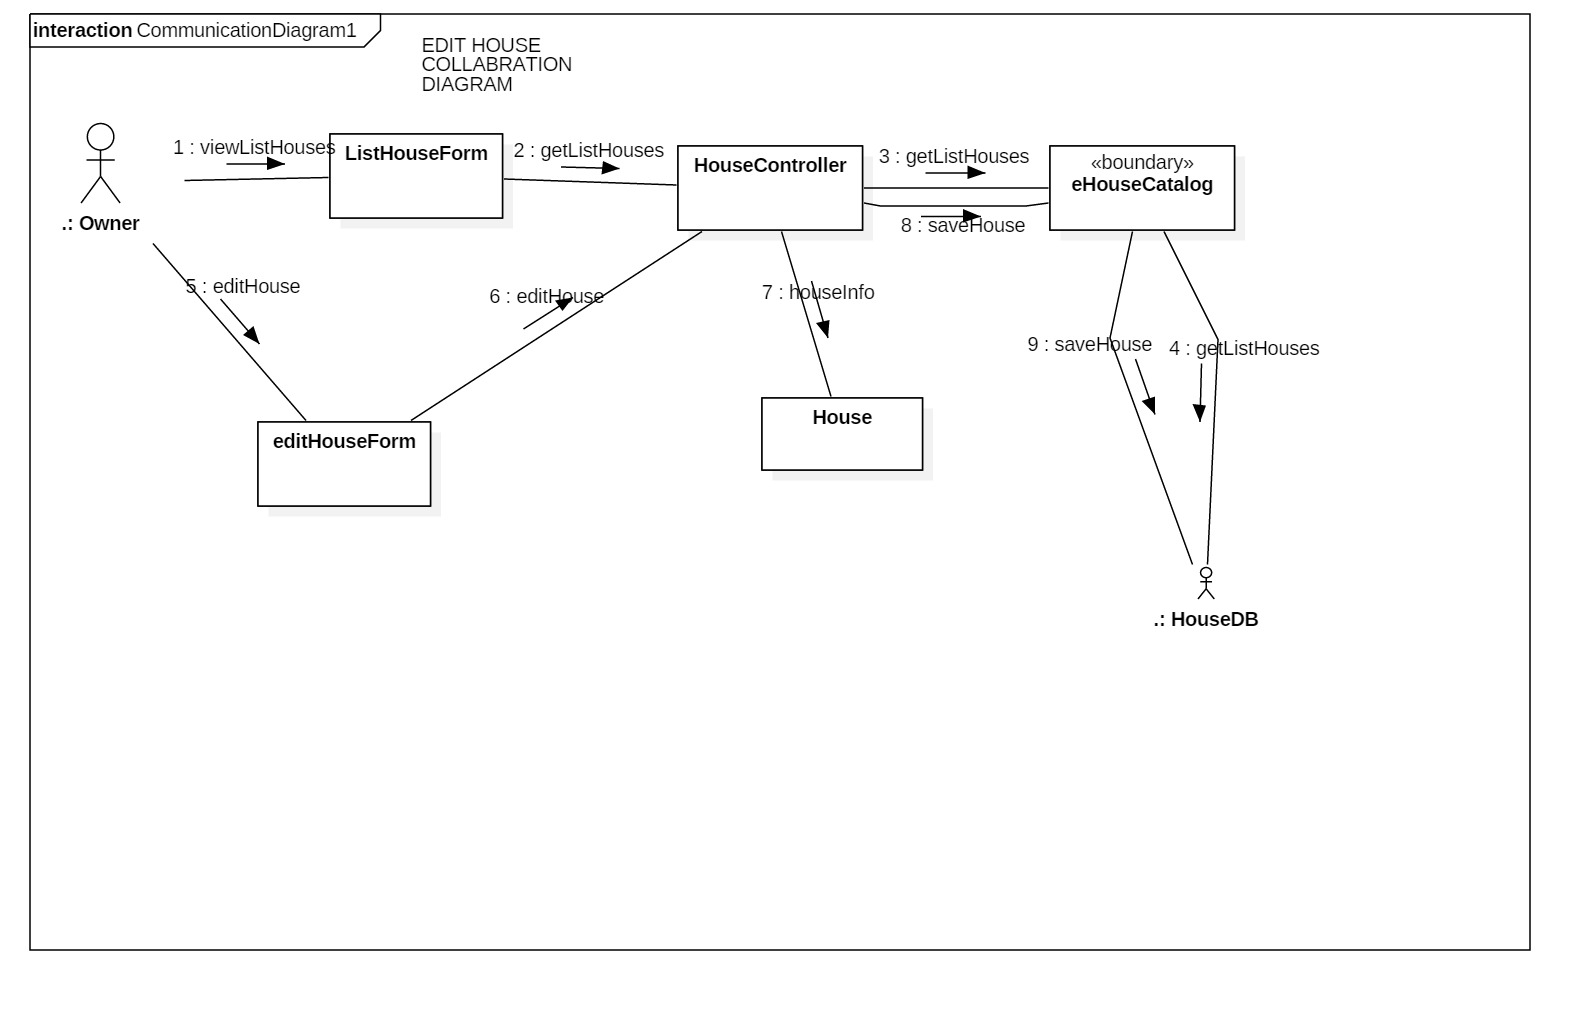 interaction CommunicationDiagram1
EDIT HOUSE
COLLABRATION
DIAGRAM
1 : viewListHouses
ListHouseForm
2 : getListHouses
HouseController
3 : getListHouses
«boundary»
eHouseCatalog
8 : saveHouse
.: Owner
5 : editHouse
6 : editHouse
7 : houseInfo
9 : saveHouse
4 : getListHouses
editHouseForm
House
.: HouseDB